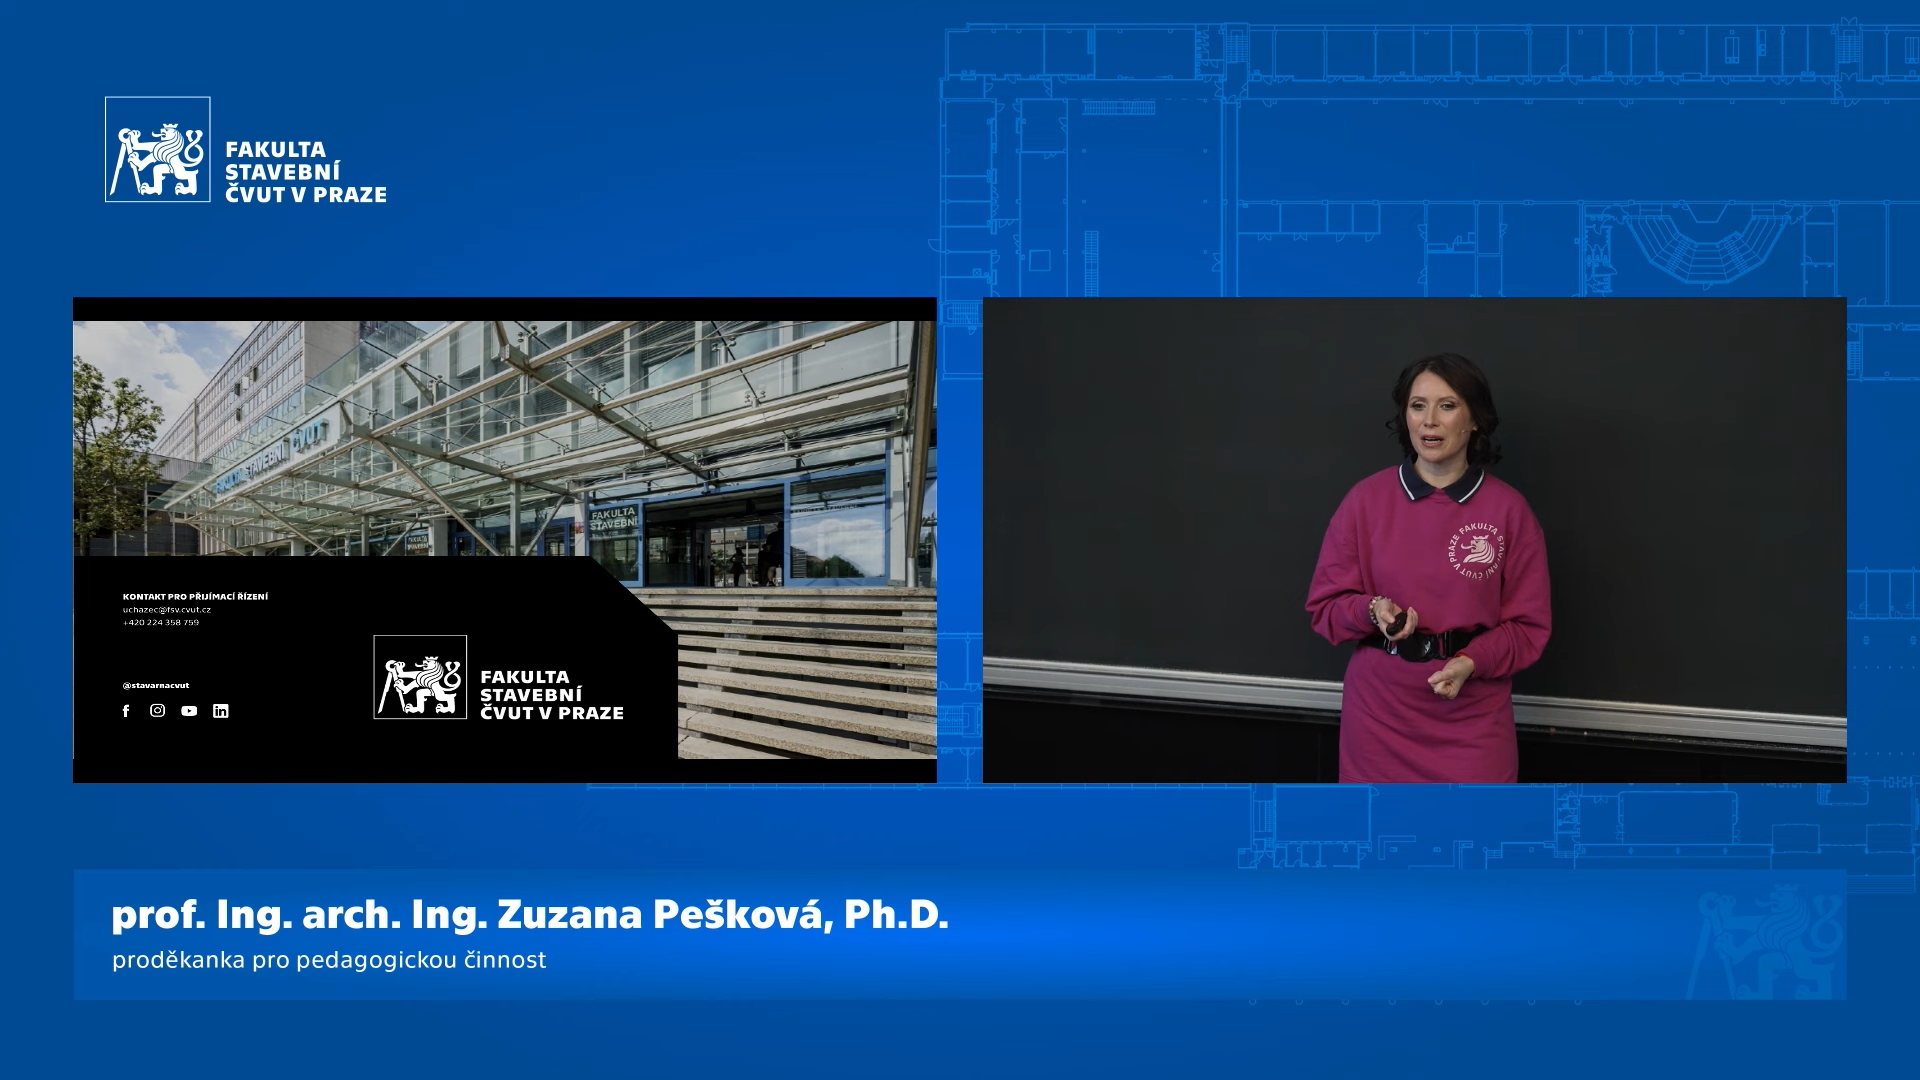 FAKULTA
STAVEBNÍ
ČVUT V PRAZE
FAKULTA STAVEBNÍ ČVUT
FAKULTA
STAVEBNÍ
KONTAKT PRO PŘIJÍMACÍ ŘÍZENÍ
uchazec@fsv.cvut.cz
+420 224 358 759
@stavarnacvut
FAKULTA
STAVEBNÍ
ČVUT V PRAZE
FAKULTA STAVEBNÍ ČVUT V PRAZE
prof. Ing. arch. Ing. Zuzana Pešková, Ph.D.
proděkanka pro pedagogickou činnost